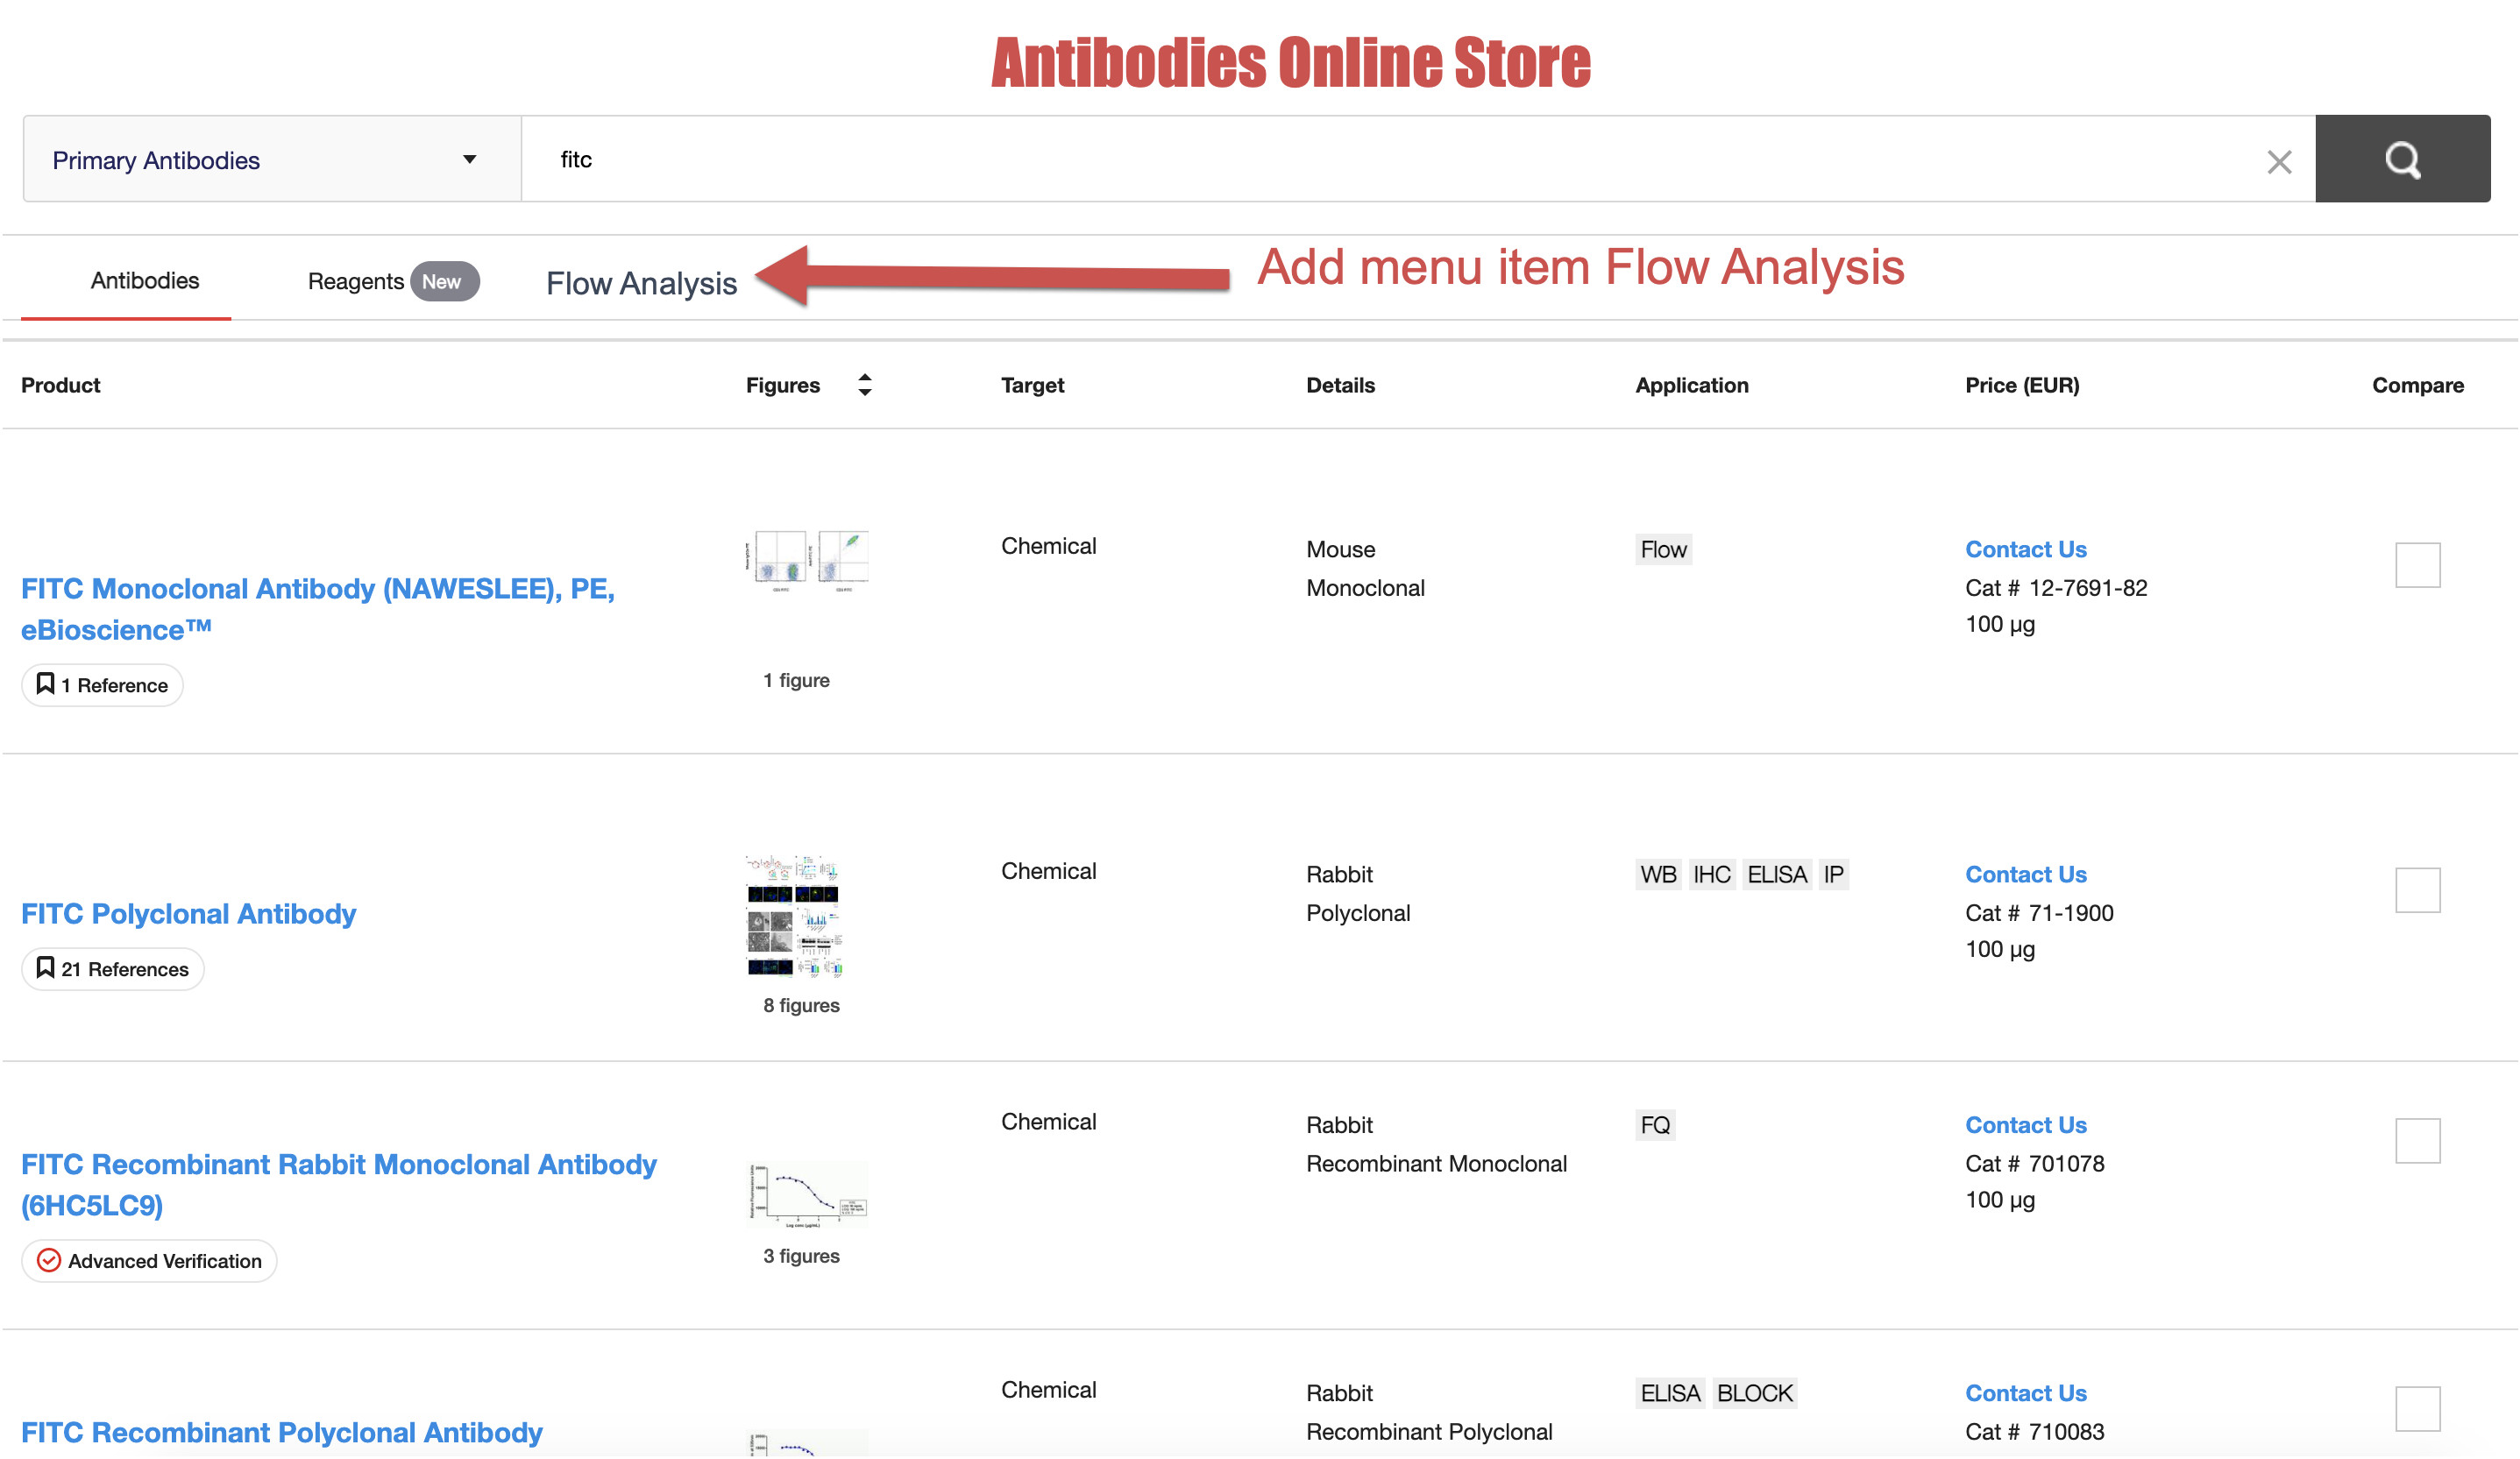 Antibodies Online Store
Primary Antibodies
fitc
Antibodies
Reagents New
Flow Analysis
Add menu item Flow Analysis
Product Figures Target Details Application Price (EUR) Compare
FITC Monoclonal Antibody (NAWESLEE), PE,
eBioscience™
1 Reference
1 figure
Chemical
Mouse
Monoclonal
Flow
Contact Us
Cat # 12-7691-82
100 µg
FITC Polyclonal Antibody
21 References
8 figures
Chemical
Rabbit
Polyclonal
WB IHC ELISA IP
Contact Us
Cat # 71-1900
100 µg
FITC Recombinant Rabbit Monoclonal Antibody
(6HC5LC9)
Advanced Verification
3 figures
Chemical
Rabbit
Recombinant Monoclonal
FQ
Contact Us
Cat # 701078
100 µg
FITC Recombinant Polyclonal Antibody
Chemical
Rabbit
Recombinant Polyclonal
ELISA BLOCK
Contact Us
Cat # 710083